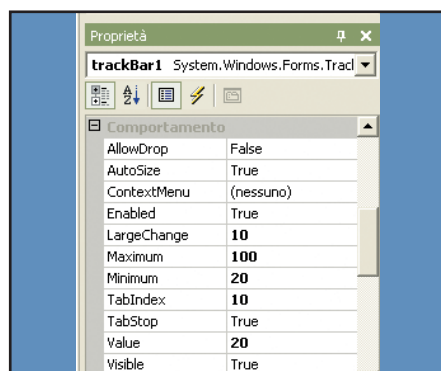 Proprietà
trackBar1 System.Windows.Forms.Tracl
Comportamento
AllowDrop False
AutoSize True
ContextMenu (nessuno)
Enabled True
LargeChange 10
Maximum 100
Minimum 20
TabIndex 10
TabStop True
Value 20
Visible True